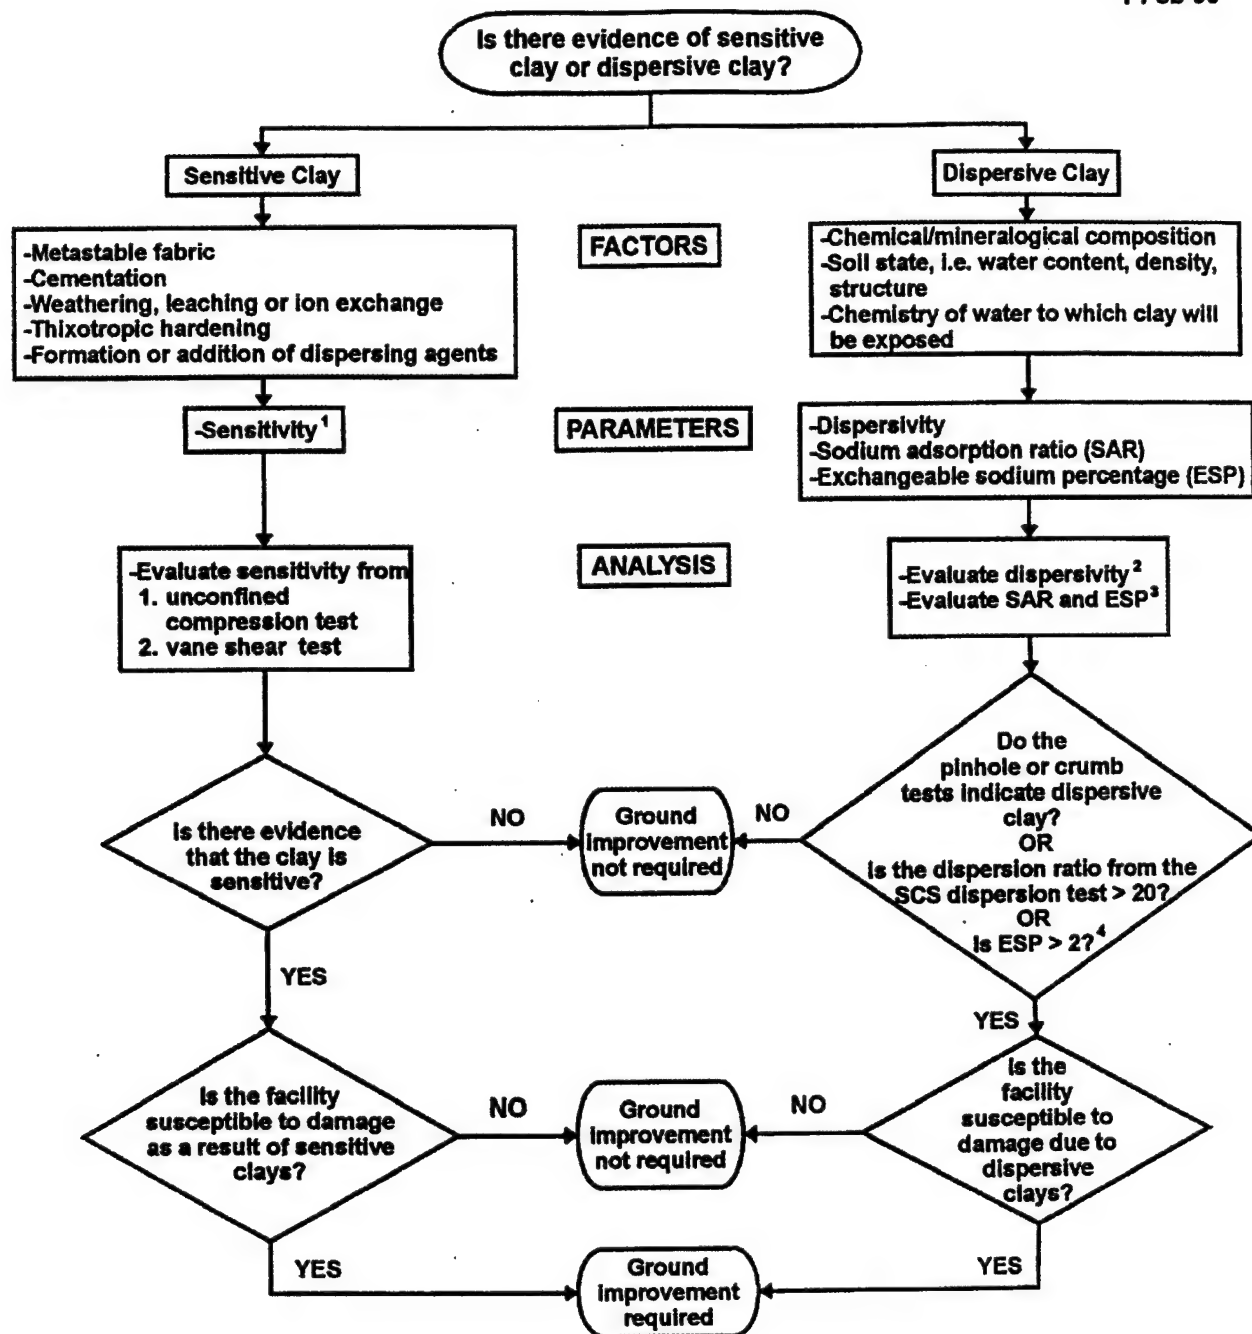 Is there evidence of sensitive
clay or dispersive clay?
Sensitive Clay
Dispersive Clay
-Metastable fabric
-Cementation
-Weathering, leaching or ion exchange
-Thixotropic hardening
-Formation or addition of dispersing agents
FACTORS
-Chemical/mineralogical composition
-Soil state, i.e. water content, density,
structure
-Chemistry of water to which clay will
be exposed
-Sensitivity¹
PARAMETERS
-Dispersivity
-Sodium adsorption ratio (SAR)
-Exchangeable sodium percentage (ESP)
-Evaluate sensitivity from
1. unconfined
compression test
2. vane shear test
ANALYSIS
-Evaluate dispersivity²
-Evaluate SAR and ESP³
Is there evidence
that the clay is
sensitive?
NO
Ground
improvement
not required
NO
Do the
pinhole or crumb
tests indicate dispersive
clay?
OR
Is the dispersion ratio from the
SCS dispersion test > 20?
OR
Is ESP > 2?⁴
YES
YES
Is the facility
susceptible to damage
as a result of sensitive
clays?
NO
Ground
improvement
not required
NO
Is the
facility
susceptible to
damage due to
dispersive
clays?
YES
Ground
improvement
required
YES